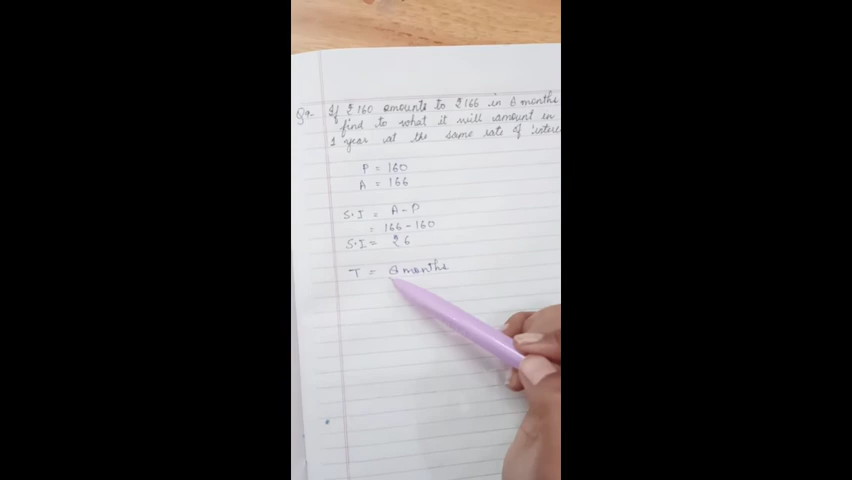 Qn. If ₹160 amounts to ₹166 in 6 months
find to what it will amount in
1 year at the same rate of
P = 160
A = 166
S.I = A-P
= 166-160
S.I = ₹6
T = 6 months